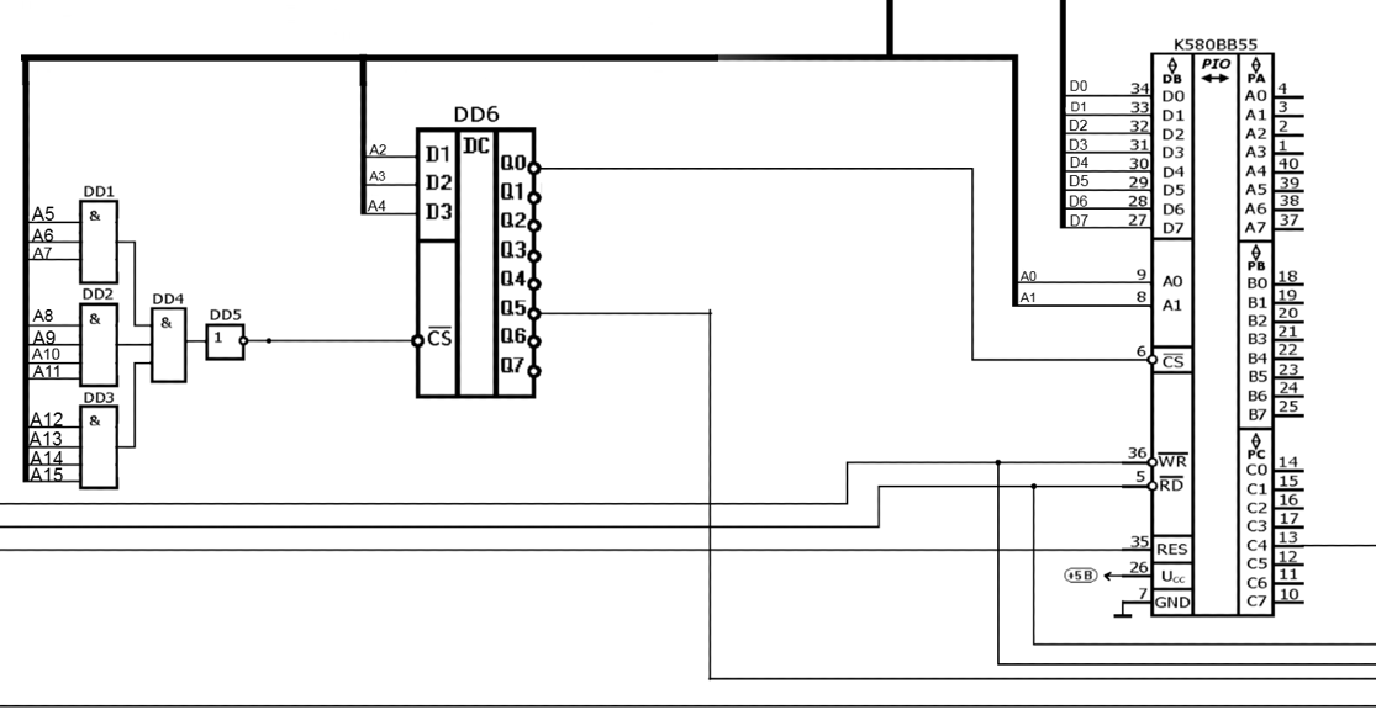 K580BB55
DD6
DC
A2
A3
A4
D1
D2
D3
CS
Q0
Q1
Q2
Q3
Q4
Q5
Q6
Q7
DD1
&
A5
A6
A7
DD2
&
A8
A9
A10
A11
DD3
&
A12
A13
A14
A15
DD4
&
DD5
1
D0 34
D1 33
D2 32
D3 31
D4 30
D5 29
D6 28
D7 27
A0 9
A1 8
6
36
5
35
+5В 26
7
DB
D0
D1
D2
D3
D4
D5
D6
D7
A0
A1
CS
WR
RD
RES
Ucc
GND
PIO
PA
A0 4
A1 3
A2 2
A3 1
A4 40
A5 39
A6 38
A7 37
PB
B0 18
B1 19
B2 20
B3 21
B4 22
B5 23
B6 24
B7 25
PC
C0 14
C1 15
C2 16
C3 17
C4 13
C5 12
C6 11
C7 10